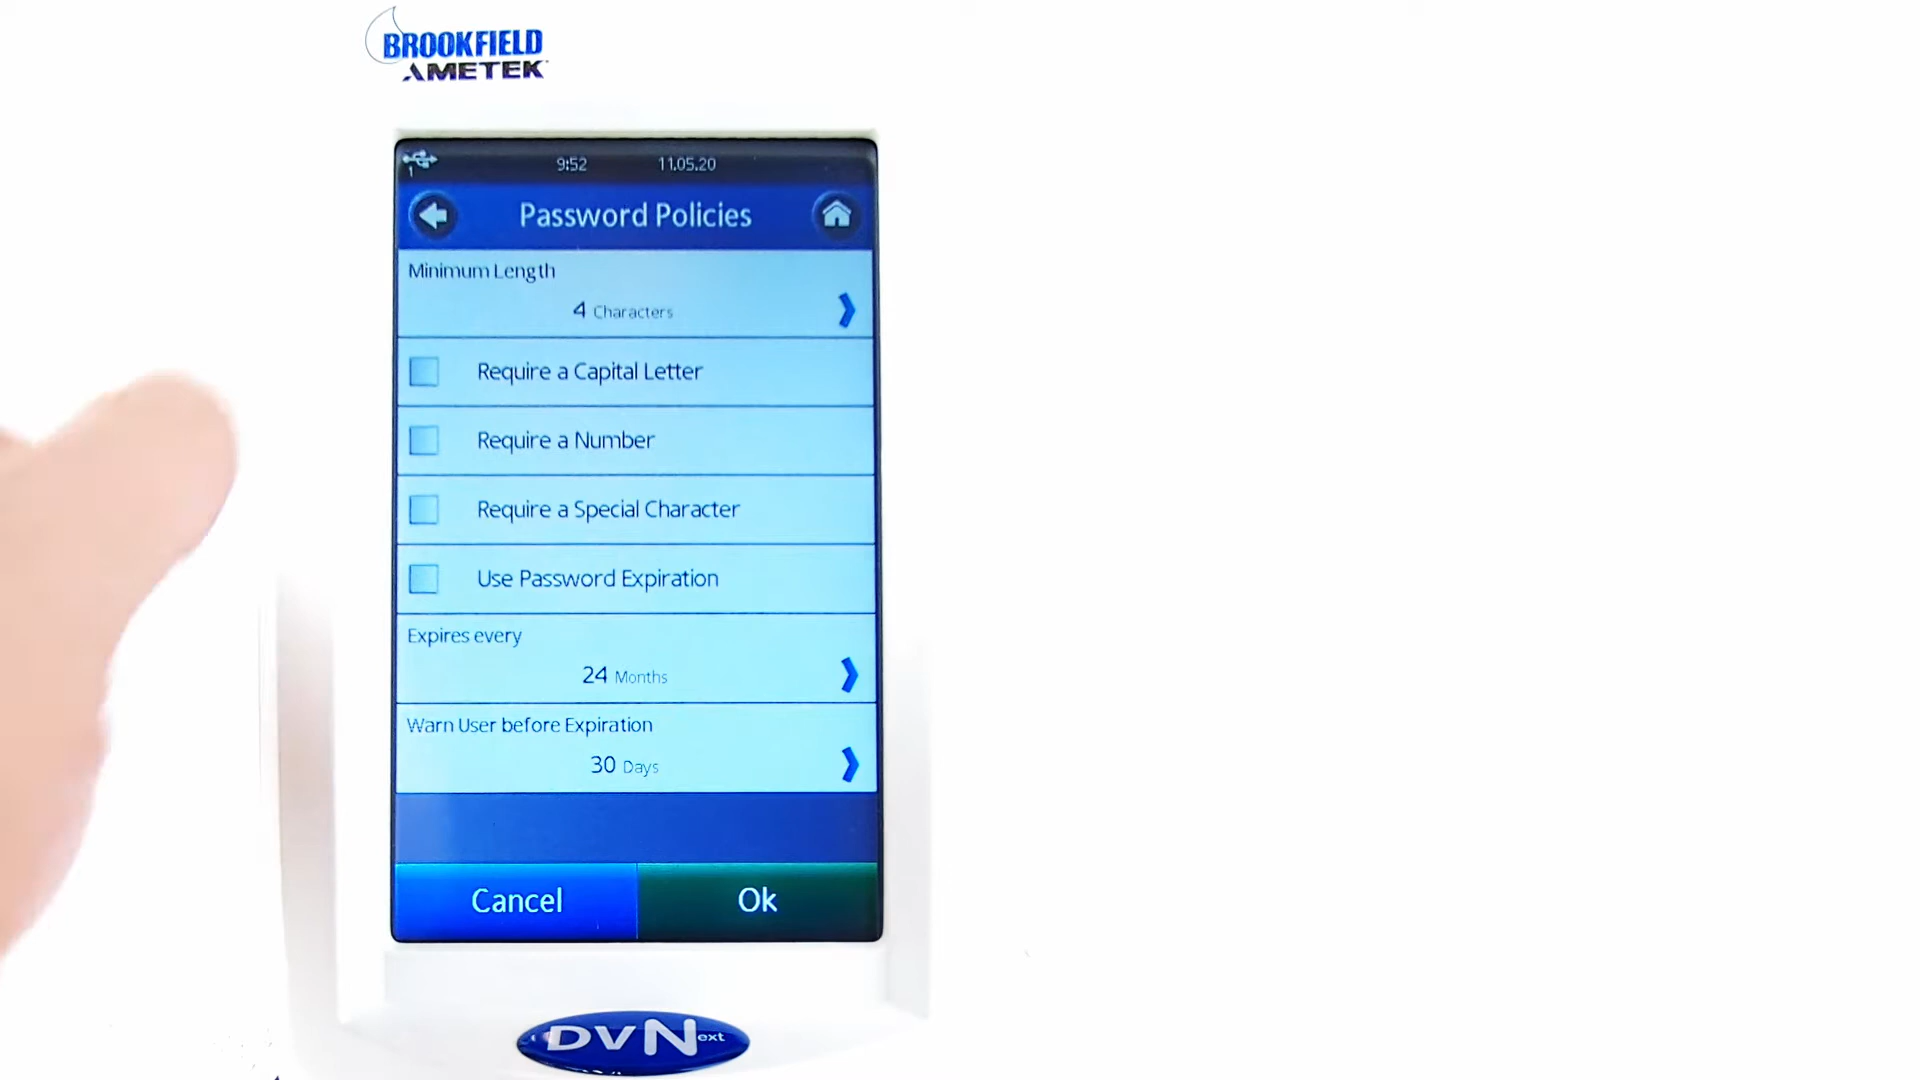 BROOKFIELD
AMETEK
1
9:52 11.05.20
Password Policies
Minimum Length
4 Characters
Require a Capital Letter
Require a Number
Require a Special Character
Use Password Expiration
Expires every
24 Months
Warn User before Expiration
30 Days
Cancel Ok
DVNext